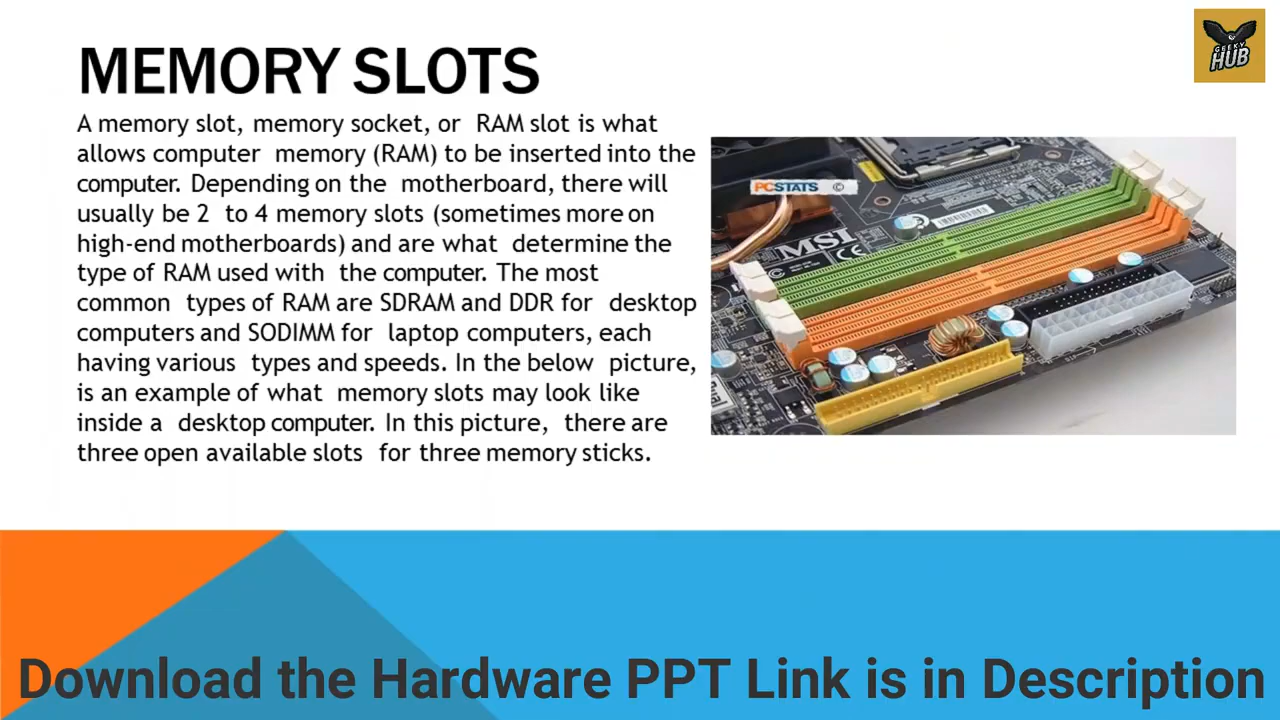 MEMORY SLOTS
GEEKY
HUB
A memory slot, memory socket, or RAM slot is what
allows computer memory (RAM) to be inserted into the
computer. Depending on the motherboard, there will
usually be 2 to 4 memory slots (sometimes more on
high-end motherboards) and are what determine the
type of RAM used with the computer. The most
common types of RAM are SDRAM and DDR for desktop
computers and SODIMM for laptop computers, each
having various types and speeds. In the below picture,
is an example of what memory slots may look like
inside a desktop computer. In this picture, there are
three open available slots for three memory sticks.
PCSTATS ©
MSI
CE
Download the Hardware PPT Link is in Description